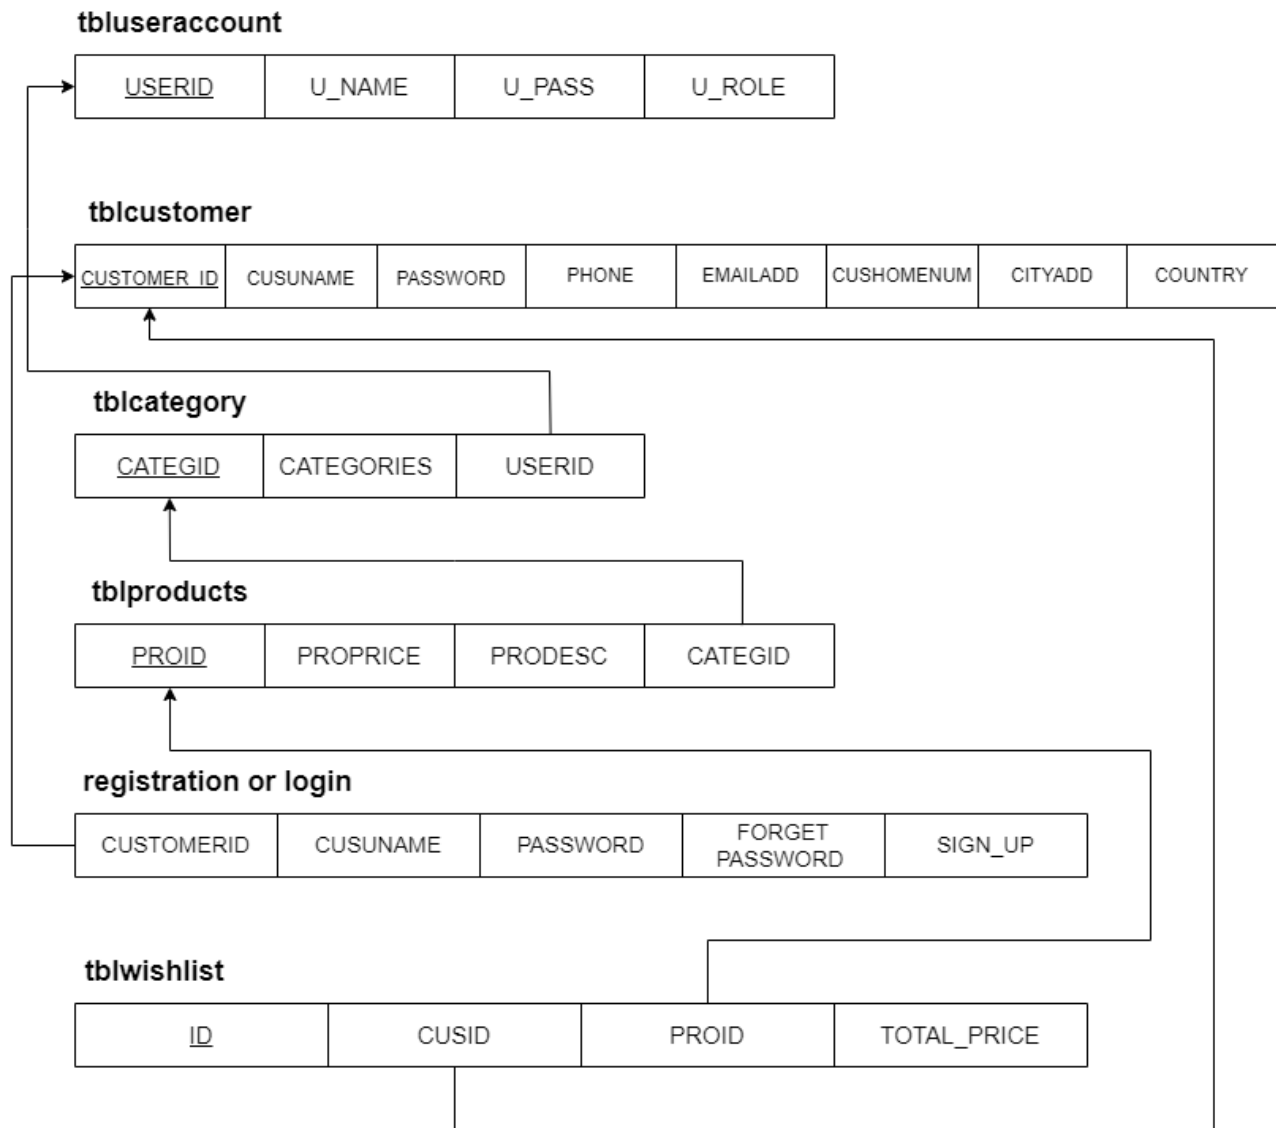 tbluseraccount
USERID U_NAME U_PASS U_ROLE
tblcustomer
CUSTOMER_ID CUSUNAME PASSWORD PHONE EMAILADD CUSHOMENUM CITYADD COUNTRY
tblcategory
CATEGID CATEGORIES USERID
tblproducts
PROID PROPRICE PRODESC CATEGID
registration or login
CUSTOMERID CUSUNAME PASSWORD FORGET PASSWORD SIGN_UP
tblwishlist
ID CUSID PROID TOTAL_PRICE